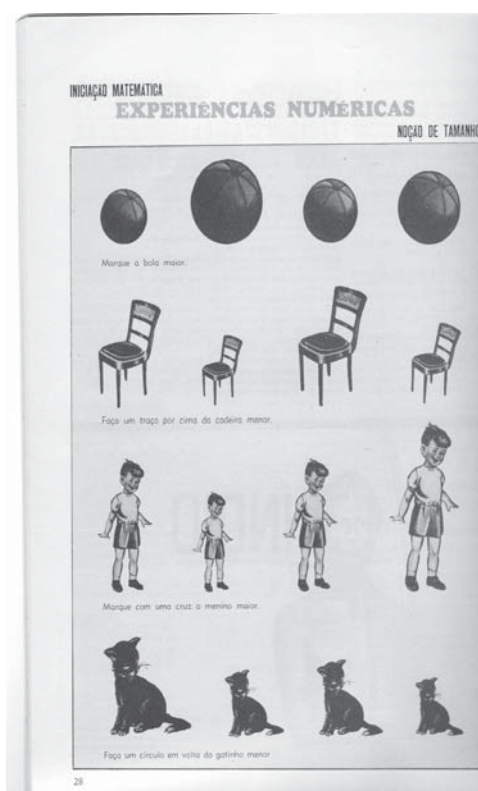 INICIAÇÃO MATEMÁTICA
EXPERIÊNCIAS NUMÉRICAS
NOÇÃO DE TAMANHO
Marque a bola maior.
Faça um traço por cima da cadeira menor.
Marque com uma cruz o menino maior.
Faça um círculo em volta do gatinho menor
28